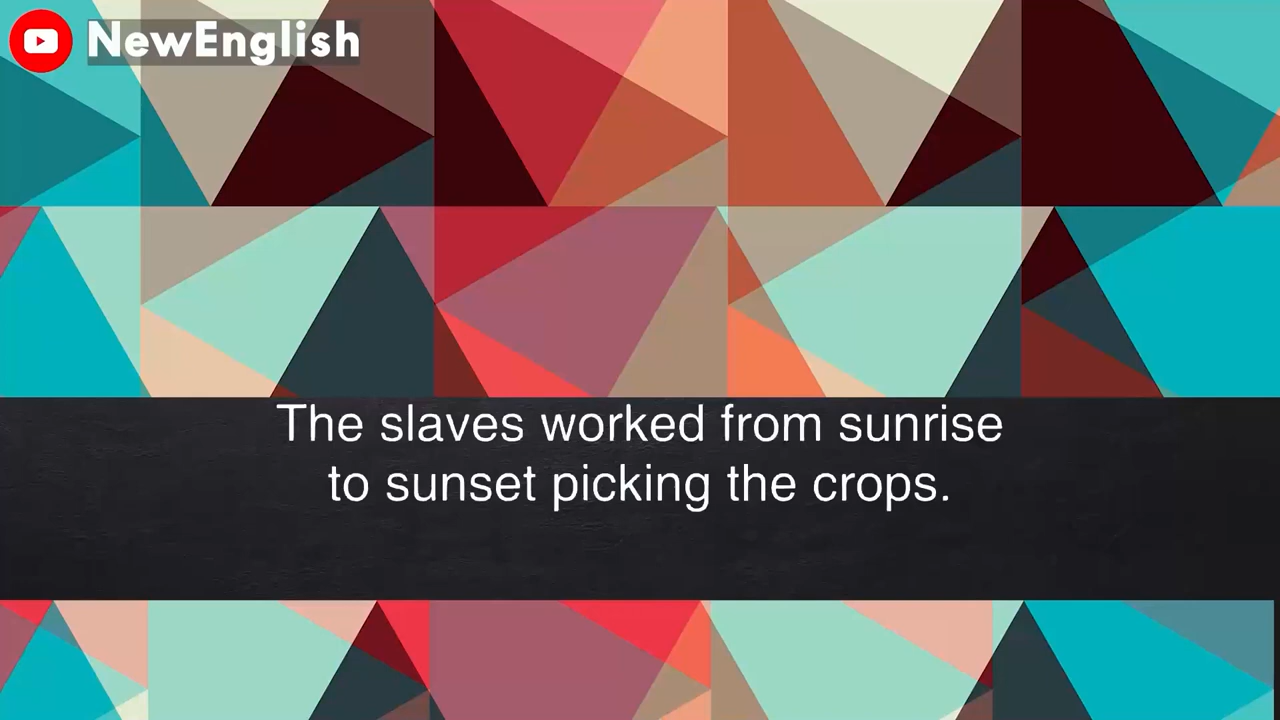 NewEnglish
The slaves worked from sunrise
to sunset picking the crops.